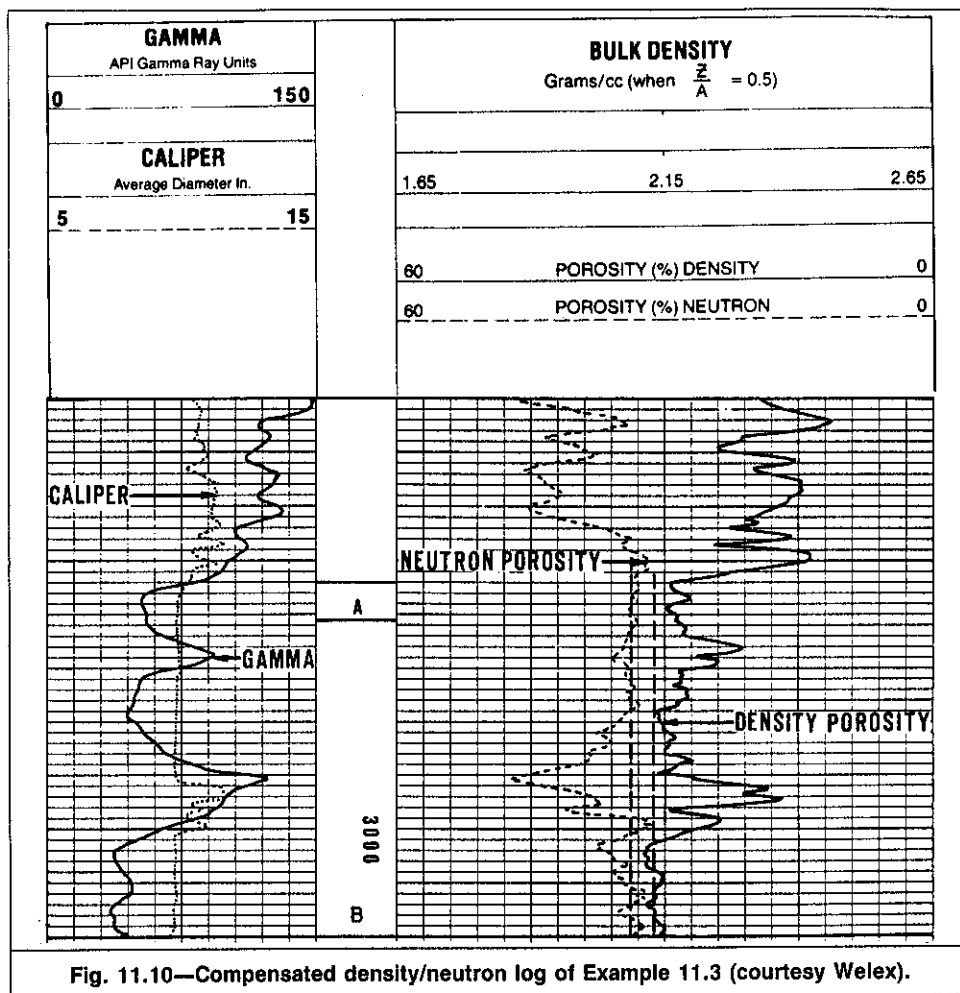 GAMMA
API Gamma Ray Units
0 150
CALIPER
Average Diameter In.
5 15
BULK DENSITY
Grams/cc (when Z̄/A = 0.5)
1.65 2.15 2.65
60 POROSITY (%) DENSITY 0
60 POROSITY (%) NEUTRON 0
CALIPER
NEUTRON POROSITY
A
GAMMA
DENSITY POROSITY
3000
B
Fig. 11.10—Compensated density/neutron log of Example 11.3 (courtesy Welex).